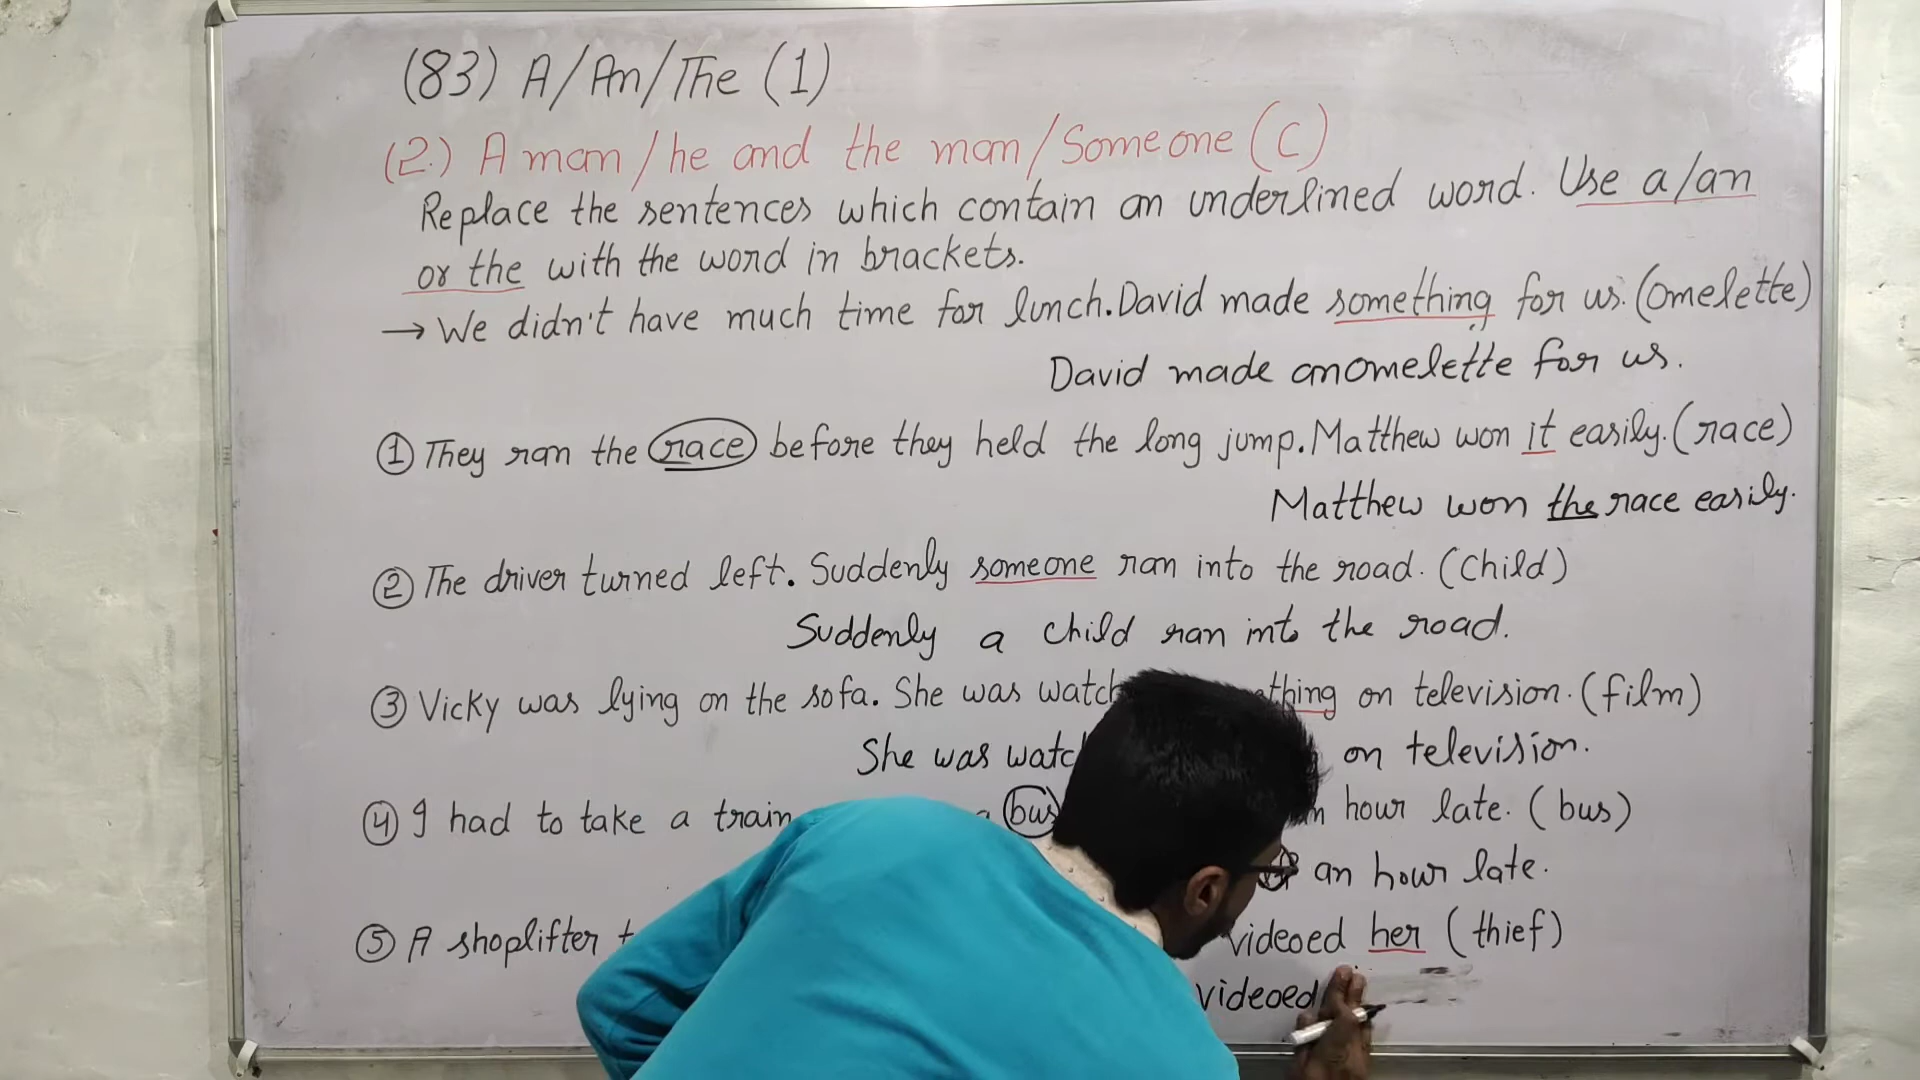 (83) A/An/The (1)
(2.) A man/he and the man/Someone (C)
Replace the sentences which contain an underlined word. Use a/an
or the with the word in brackets.
→ We didn't have much time for lunch. David made something for us. (omelette)
David made an omelette for us.
① They ran the race before they held the long jump. Matthew won it easily. (race)
Matthew won the race easily.
② The driver turned left. Suddenly someone ran into the road. (Child)
Suddenly a child ran into the road.
③ Vicky was lying on the sofa. She was watch thing on television. (film)
She was watc on television.
④ I had to take a train bus hour late. (bus)
an hour late.
⑤ A shoplifter videoed her (thief)
videoed